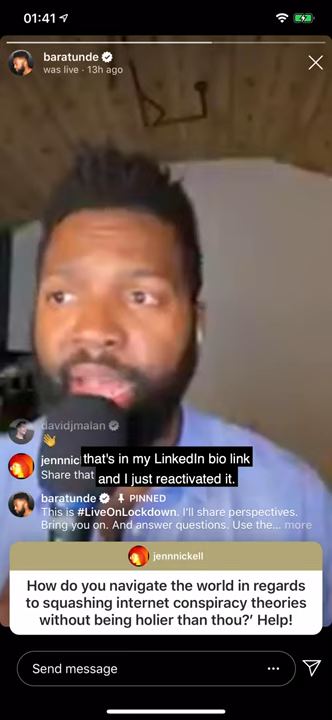 01:41
baratunde
was live · 13h ago
davidjmalan
👋
jennnic
Share that
that's in my LinkedIn bio link
and I just reactivated it.
baratunde PINNED
This is #LiveOnLockdown. I'll share perspectives.
Bring you on. And answer questions. Use the... more
jennnickell
How do you navigate the world in regards
to squashing internet conspiracy theories
without being holier than thou?' Help!
Send message